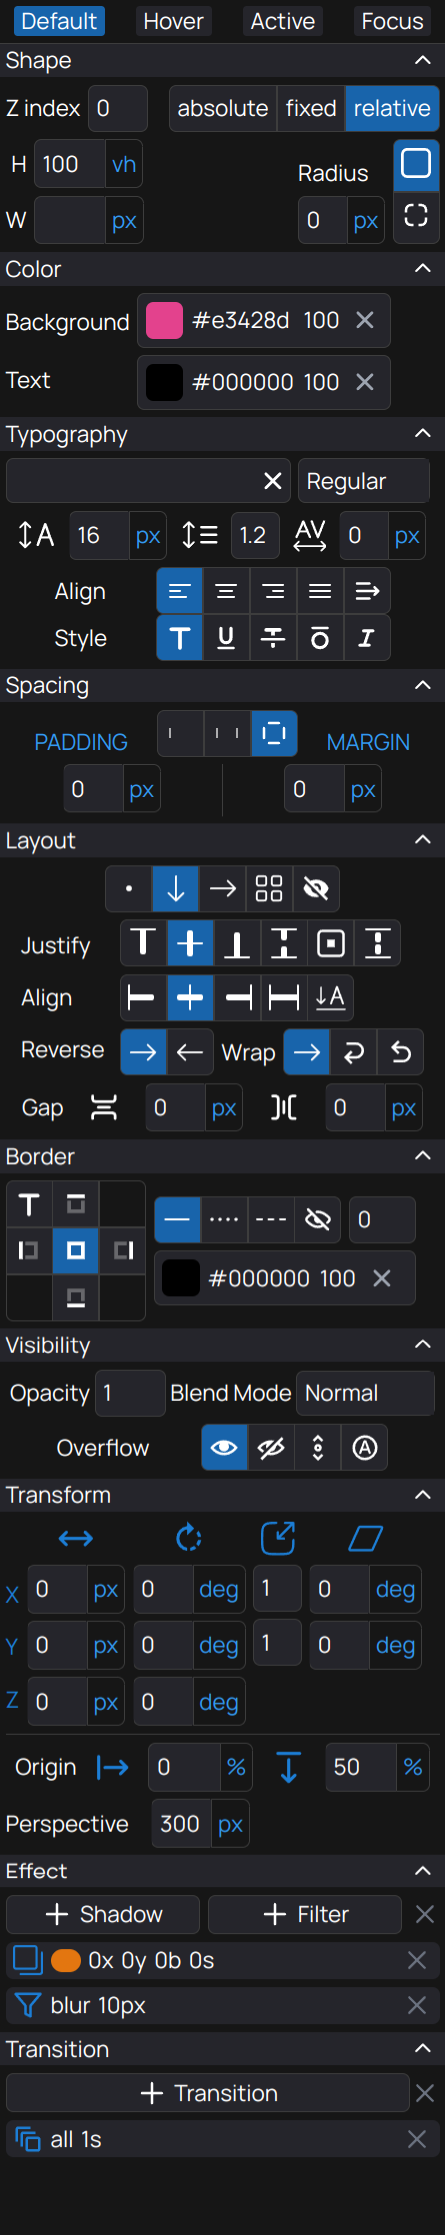 Default Hover Active Focus
Shape
Z index 0 absolute fixed relative
H 100 vh
Radius
W px 0 px
Color
Background #e3428d 100
Text #000000 100
Typography
Regular
A 16 px 1.2 AV 0 px
Align
Style T U T O I
Spacing
PADDING MARGIN
0 px 0 px
Layout
Justify
Align A
Reverse Wrap
Gap 0 px 0 px
Border
T
0
#000000 100
Visibility
Opacity 1 Blend Mode Normal
Overflow A
Transform
X 0 px 0 deg 1 0 deg
Y 0 px 0 deg 1 0 deg
Z 0 px 0 deg
Origin 0 % 50 %
Perspective 300 px
Effect
+ Shadow + Filter
0x 0y 0b 0s
blur 10px
Transition
+ Transition
all 1s